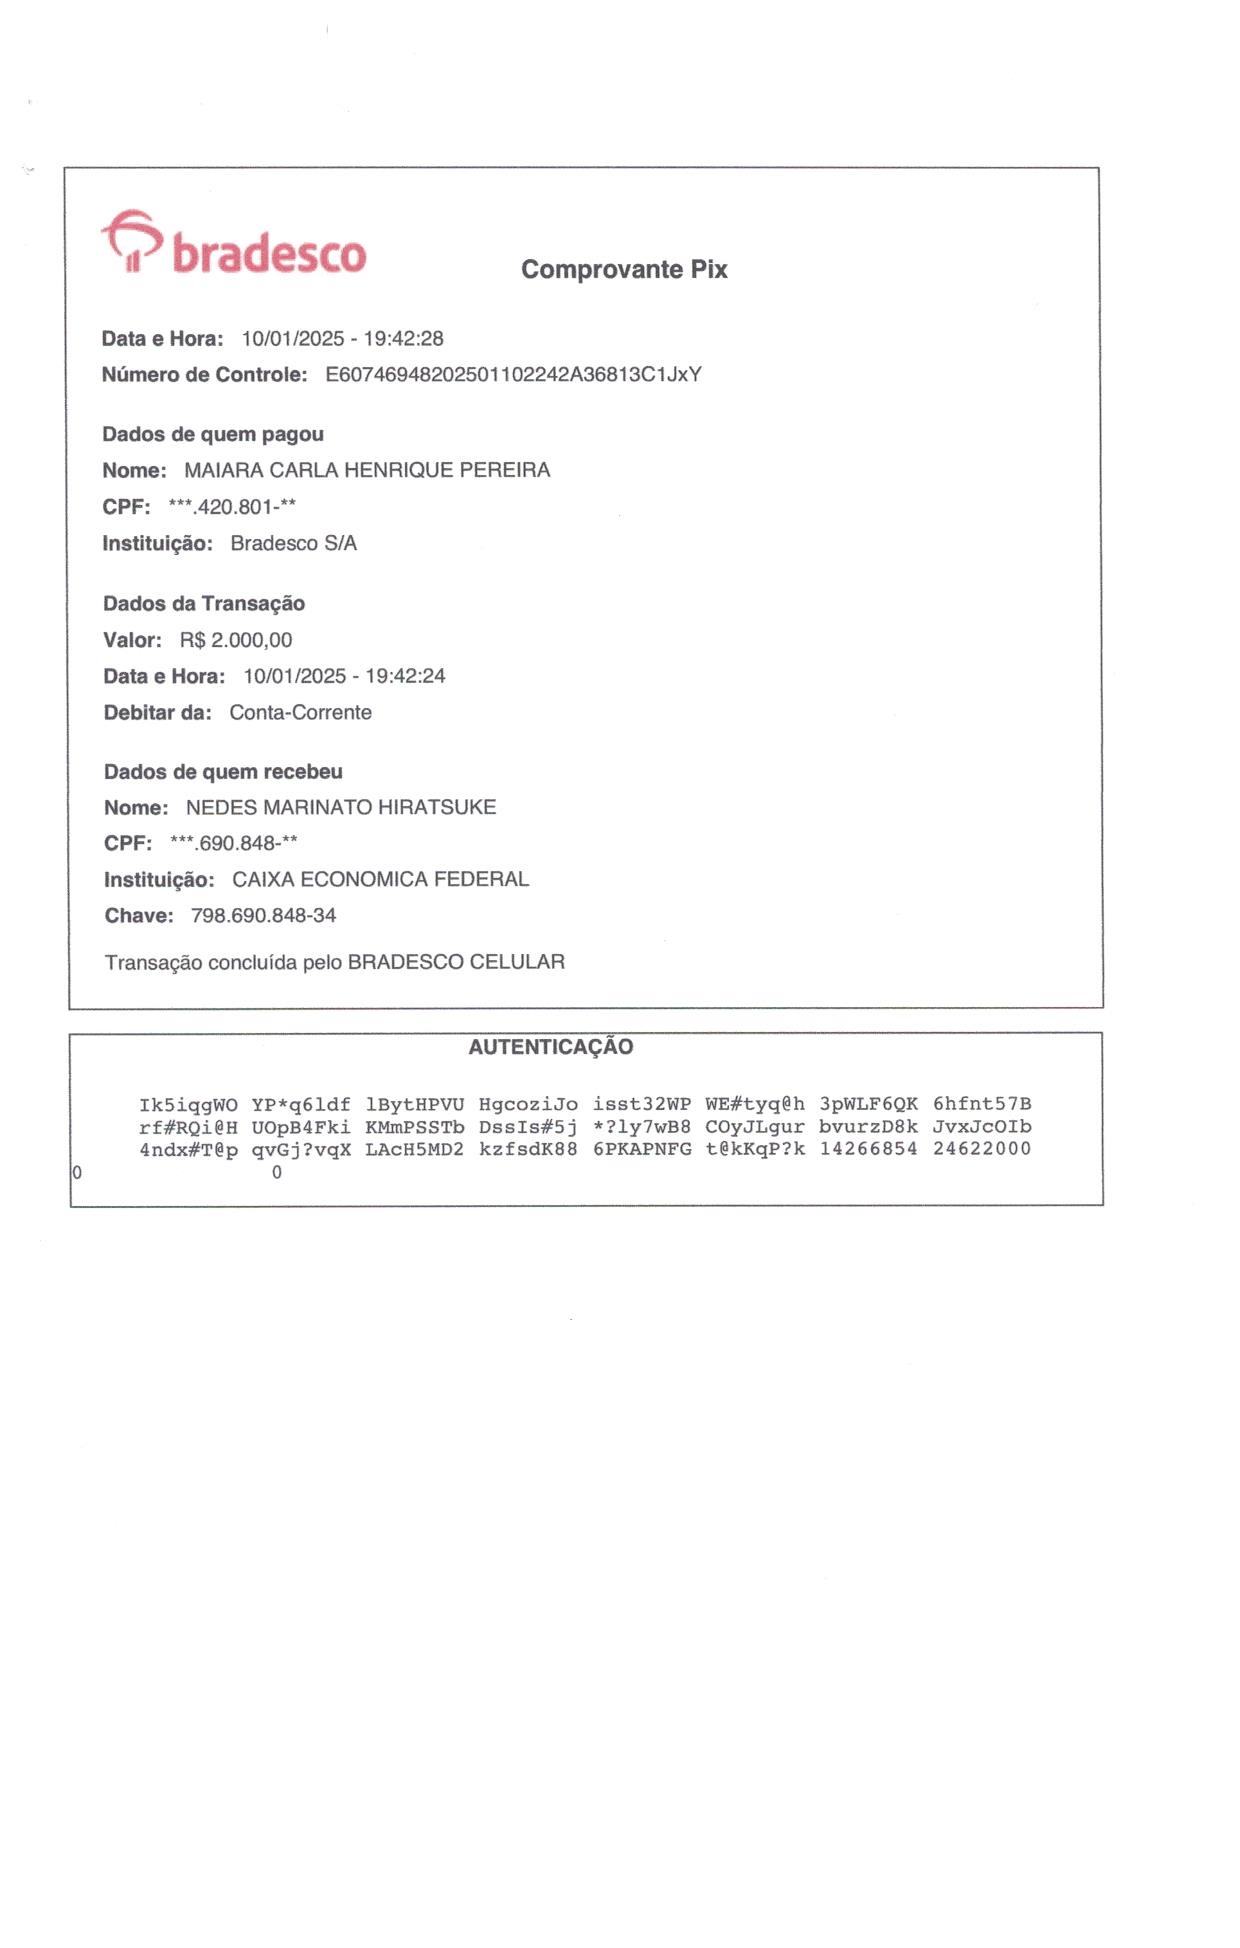 bradesco
Comprovante Pix
Data e Hora: 10/01/2025 - 19:42:28
Número de Controle: E60746948202501102242A36813C1JxY
Dados de quem pagou
Nome: MAIARA CARLA HENRIQUE PEREIRA
CPF: ***.420.801-**
Instituição: Bradesco S/A
Dados da Transação
Valor: R$ 2.000,00
Data e Hora: 10/01/2025 - 19:42:24
Debitar da: Conta-Corrente
Dados de quem recebeu
Nome: NEDES MARINATO HIRATSUKE
CPF: ***.690.848-**
Instituição: CAIXA ECONOMICA FEDERAL
Chave: 798.690.848-34
Transação concluída pelo BRADESCO CELULAR
AUTENTICAÇÃO
Ik5iqgWO YP*q6ldf lBytHPVU HgcoziJo isst32WP WE#tyq@h 3pWLF6QK 6hfnt57B
rf#RQi@H UOpB4Fki KMmPSSTb DssIs#5j *?ly7wB8 COyJLgur bvurzD8k JvxJcOIb
4ndx#T@p qvGj?vqX LAcH5MD2 kzfsdK88 6PKAPNFG t@kKqP?k 14266854 24622000
0 0